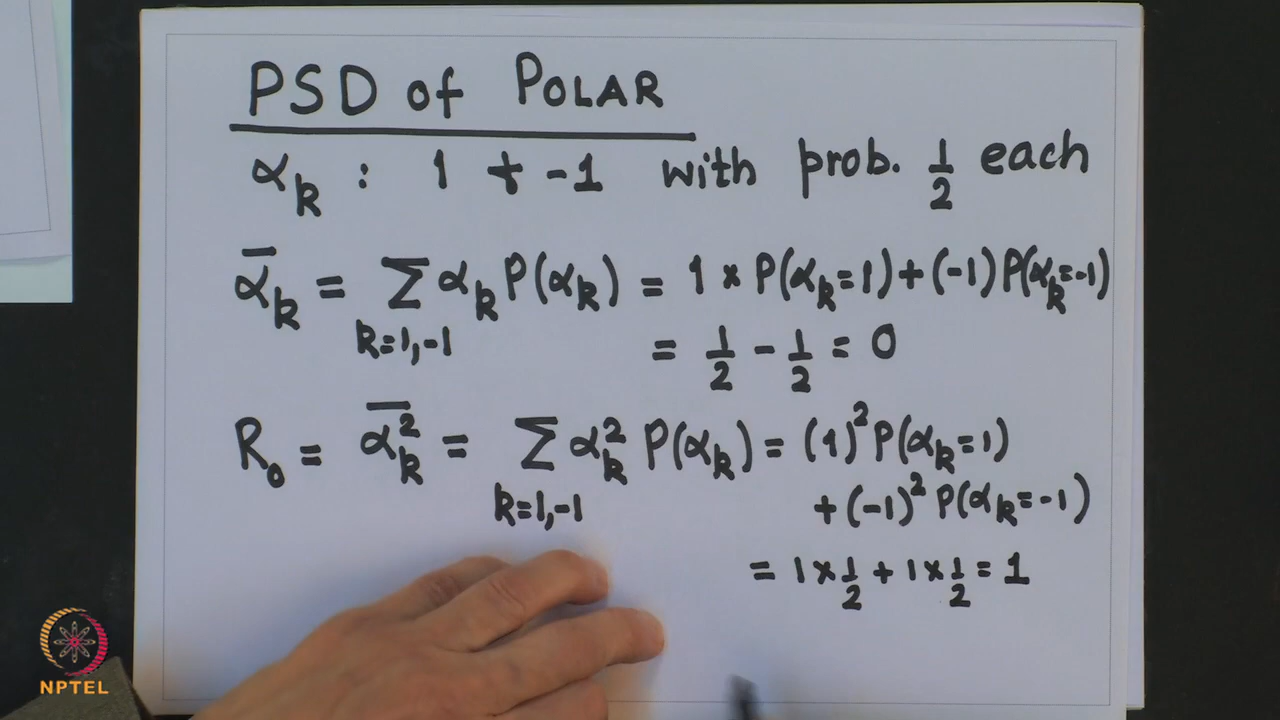 PSD of POLAR
αₖ : 1 + -1 with prob. 1/2 each
ᾱₖ = Σ αₖ P(αₖ) = 1 × P(αₖ=1) + (-1) P(αₖ=-1)
k=1,-1
= 1/2 - 1/2 = 0
R₀ = \overline{αₖ²} = Σ αₖ² P(αₖ) = (1)² P(αₖ=1)
k=1,-1
+ (-1)² P(αₖ=-1)
= 1 × 1/2 + 1 × 1/2 = 1
NPTEL